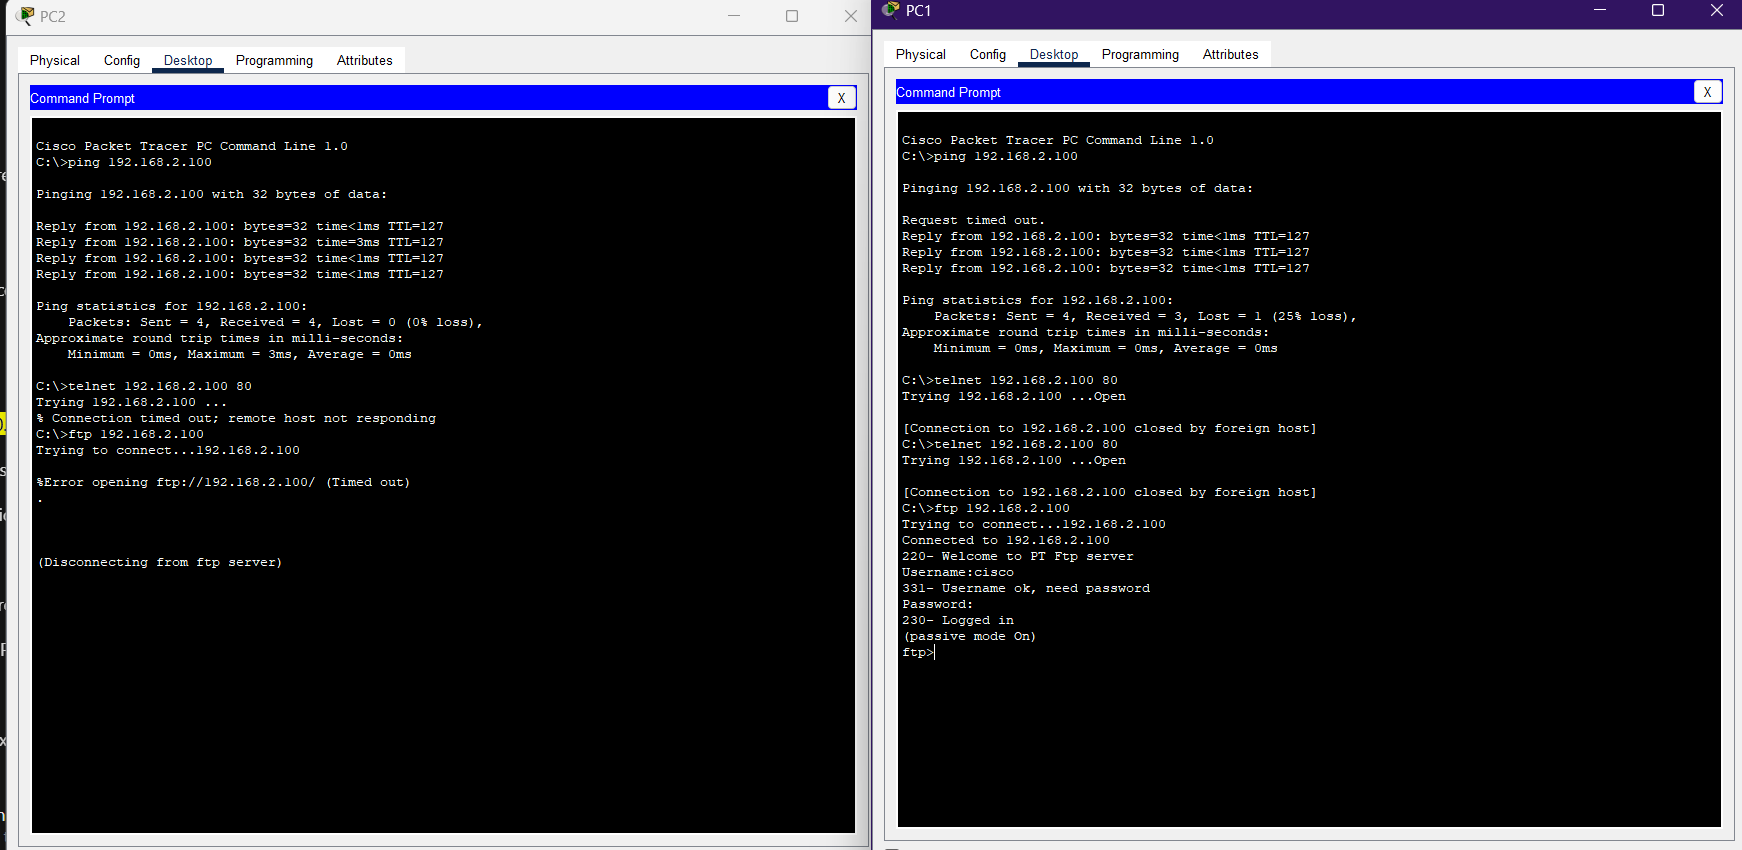 PC2
Physical Config Desktop Programming Attributes
Command Prompt X
Cisco Packet Tracer PC Command Line 1.0
C:\>ping 192.168.2.100
Pinging 192.168.2.100 with 32 bytes of data:
Reply from 192.168.2.100: bytes=32 time<1ms TTL=127
Reply from 192.168.2.100: bytes=32 time=3ms TTL=127
Reply from 192.168.2.100: bytes=32 time<1ms TTL=127
Reply from 192.168.2.100: bytes=32 time<1ms TTL=127
Ping statistics for 192.168.2.100:
Packets: Sent = 4, Received = 4, Lost = 0 (0% loss),
Approximate round trip times in milli-seconds:
Minimum = 0ms, Maximum = 3ms, Average = 0ms
C:\>telnet 192.168.2.100 80
Trying 192.168.2.100 ...
% Connection timed out; remote host not responding
C:\>ftp 192.168.2.100
Trying to connect...192.168.2.100
%Error opening ftp://192.168.2.100/ (Timed out)
.
(Disconnecting from ftp server)
PC1
Physical Config Desktop Programming Attributes
Command Prompt X
Cisco Packet Tracer PC Command Line 1.0
C:\>ping 192.168.2.100
Pinging 192.168.2.100 with 32 bytes of data:
Request timed out.
Reply from 192.168.2.100: bytes=32 time<1ms TTL=127
Reply from 192.168.2.100: bytes=32 time<1ms TTL=127
Reply from 192.168.2.100: bytes=32 time<1ms TTL=127
Ping statistics for 192.168.2.100:
Packets: Sent = 4, Received = 3, Lost = 1 (25% loss),
Approximate round trip times in milli-seconds:
Minimum = 0ms, Maximum = 0ms, Average = 0ms
C:\>telnet 192.168.2.100 80
Trying 192.168.2.100 ...Open
[Connection to 192.168.2.100 closed by foreign host]
C:\>telnet 192.168.2.100 80
Trying 192.168.2.100 ...Open
[Connection to 192.168.2.100 closed by foreign host]
C:\>ftp 192.168.2.100
Trying to connect...192.168.2.100
Connected to 192.168.2.100
220- Welcome to PT Ftp server
Username:cisco
331- Username ok, need password
Password:
230- Logged in
(passive mode On)
ftp>